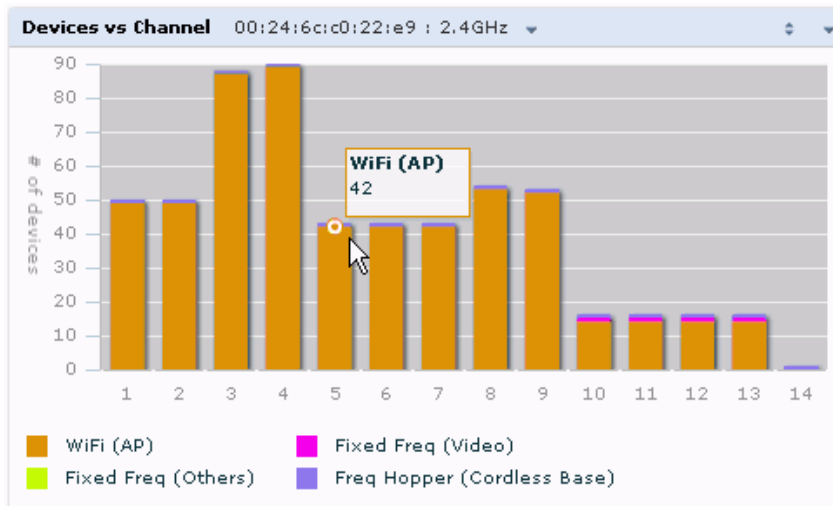 Devices vs Channel 00:24:6c:c0:22:e9 : 2.4GHz
90
80
70
60
50
40
30
20
10
0
# of devices
WiFi (AP)
42
1 2 3 4 5 6 7 8 9 10 11 12 13 14
WiFi (AP) Fixed Freq (Video)
Fixed Freq (Others) Freq Hopper (Cordless Base)